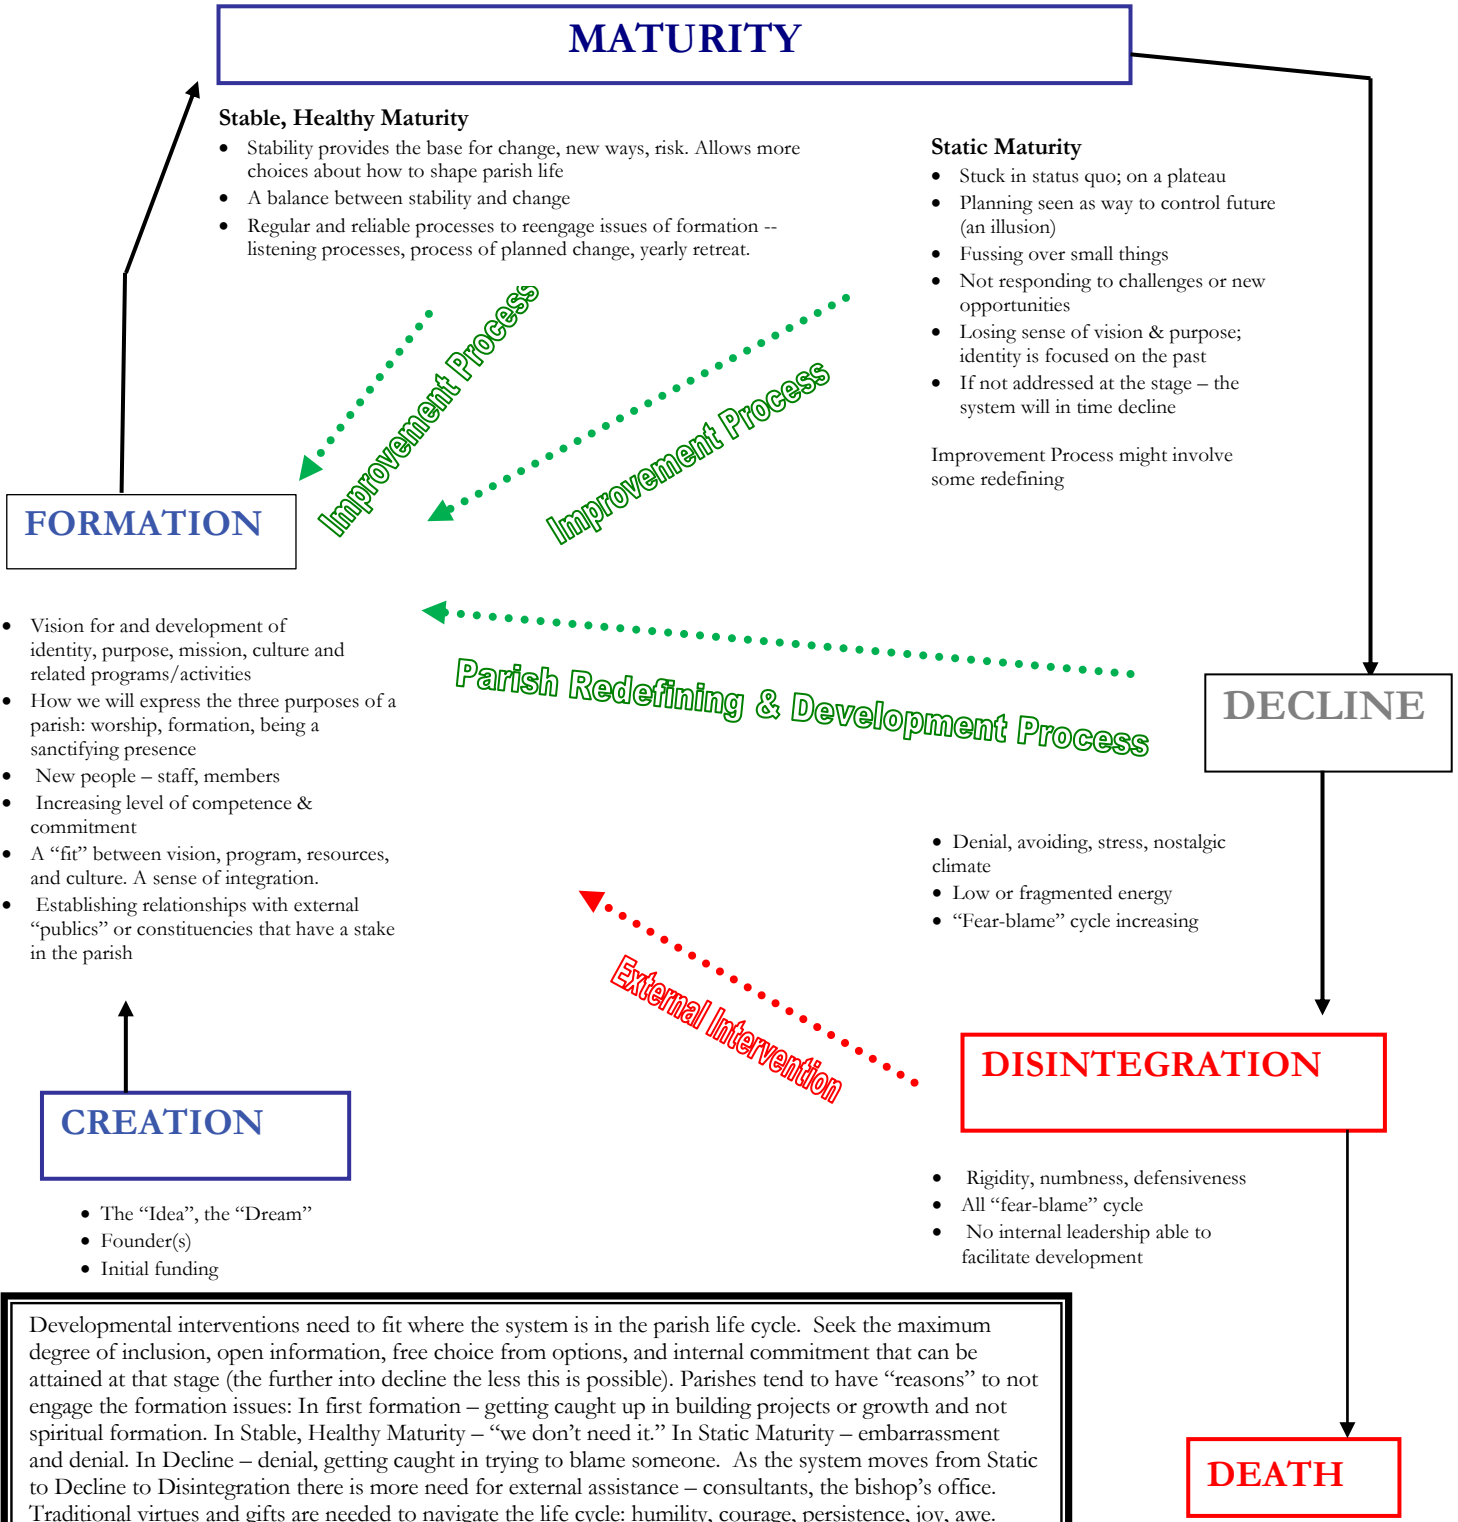 MATURITY
Stable, Healthy Maturity
• Stability provides the base for change, new ways, risk. Allows more
choices about how to shape parish life
• A balance between stability and change
• Regular and reliable processes to reengage issues of formation --
listening processes, process of planned change, yearly retreat.
Static Maturity
• Stuck in status quo; on a plateau
• Planning seen as way to control future
(an illusion)
• Fussing over small things
• Not responding to challenges or new
opportunities
• Losing sense of vision & purpose;
identity is focused on the past
• If not addressed at the stage – the
system will in time decline
Improvement Process might involve
some redefining
Improvement Process
Improvement Process
FORMATION
• Vision for and development of
identity, purpose, mission, culture and
related programs/activities
• How we will express the three purposes of a
parish: worship, formation, being a
sanctifying presence
• New people – staff, members
• Increasing level of competence &
commitment
• A “fit” between vision, program, resources,
and culture. A sense of integration.
• Establishing relationships with external
“publics” or constituencies that have a stake
in the parish
Parish Redefining & Development Process
DECLINE
• Denial, avoiding, stress, nostalgic
climate
• Low or fragmented energy
• “Fear-blame” cycle increasing
External Intervention
DISINTEGRATION
• Rigidity, numbness, defensiveness
• All “fear-blame” cycle
• No internal leadership able to
facilitate development
CREATION
• The “Idea”, the “Dream”
• Founder(s)
• Initial funding
Developmental interventions need to fit where the system is in the parish life cycle. Seek the maximum
degree of inclusion, open information, free choice from options, and internal commitment that can be
attained at that stage (the further into decline the less this is possible). Parishes tend to have “reasons” to not
engage the formation issues: In first formation – getting caught up in building projects or growth and not
spiritual formation. In Stable, Healthy Maturity – “we don’t need it.” In Static Maturity – embarrassment
and denial. In Decline – denial, getting caught in trying to blame someone. As the system moves from Static
to Decline to Disintegration there is more need for external assistance – consultants, the bishop’s office.
Traditional virtues and gifts are needed to navigate the life cycle: humility, courage, persistence, joy, awe.
DEATH